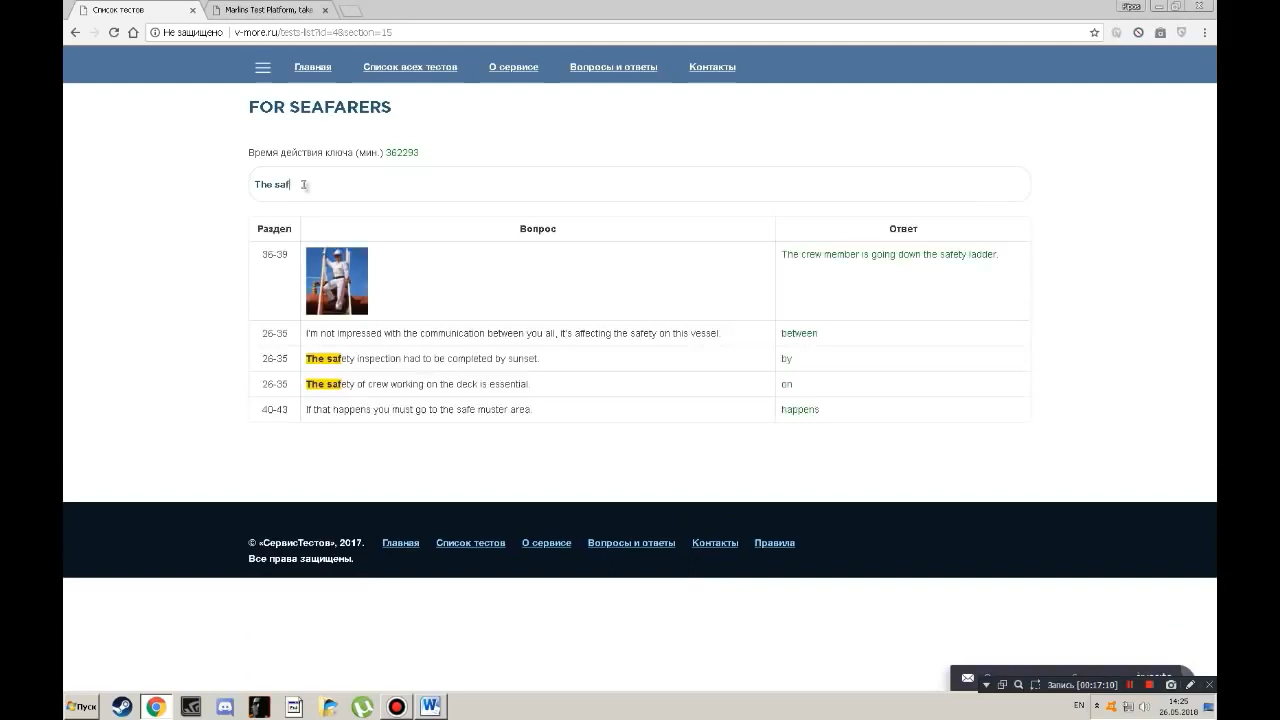 Список тестов
Marlins Test Platform, take
Не защищено
v-more.ru/tests-list?id=4&section=15
Главная
Список всех тестов
О сервисе
Вопросы и ответы
Контакты
FOR SEAFARERS
Время действия ключа (мин.) 362293
The saf
Раздел Вопрос Ответ
36-39 The crew member is going down the safety ladder.
26-35 I'm not impressed with the communication between you all, it's affecting the safety on this vessel. between
26-35 The safety inspection had to be completed by sunset. by
26-35 The safety of crew working on the deck is essential. on
40-43 If that happens you must go to the safe muster area. happens
© «СервисТестов», 2017. Главная Список тестов О сервисе Вопросы и ответы Контакты Правила
Все права защищены.
Запись [00:17:10]
Пуск
EN
14:25
26.05.2018